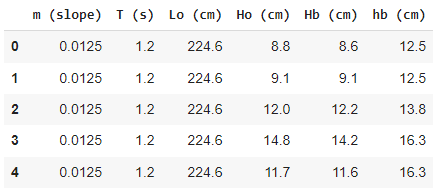 m (slope) T (s) Lo (cm) Ho (cm) Hb (cm) hb (cm)
0 0.0125 1.2 224.6 8.8 8.6 12.5
1 0.0125 1.2 224.6 9.1 9.1 12.5
2 0.0125 1.2 224.6 12.0 12.2 13.8
3 0.0125 1.2 224.6 14.8 14.2 16.3
4 0.0125 1.2 224.6 11.7 11.6 16.3